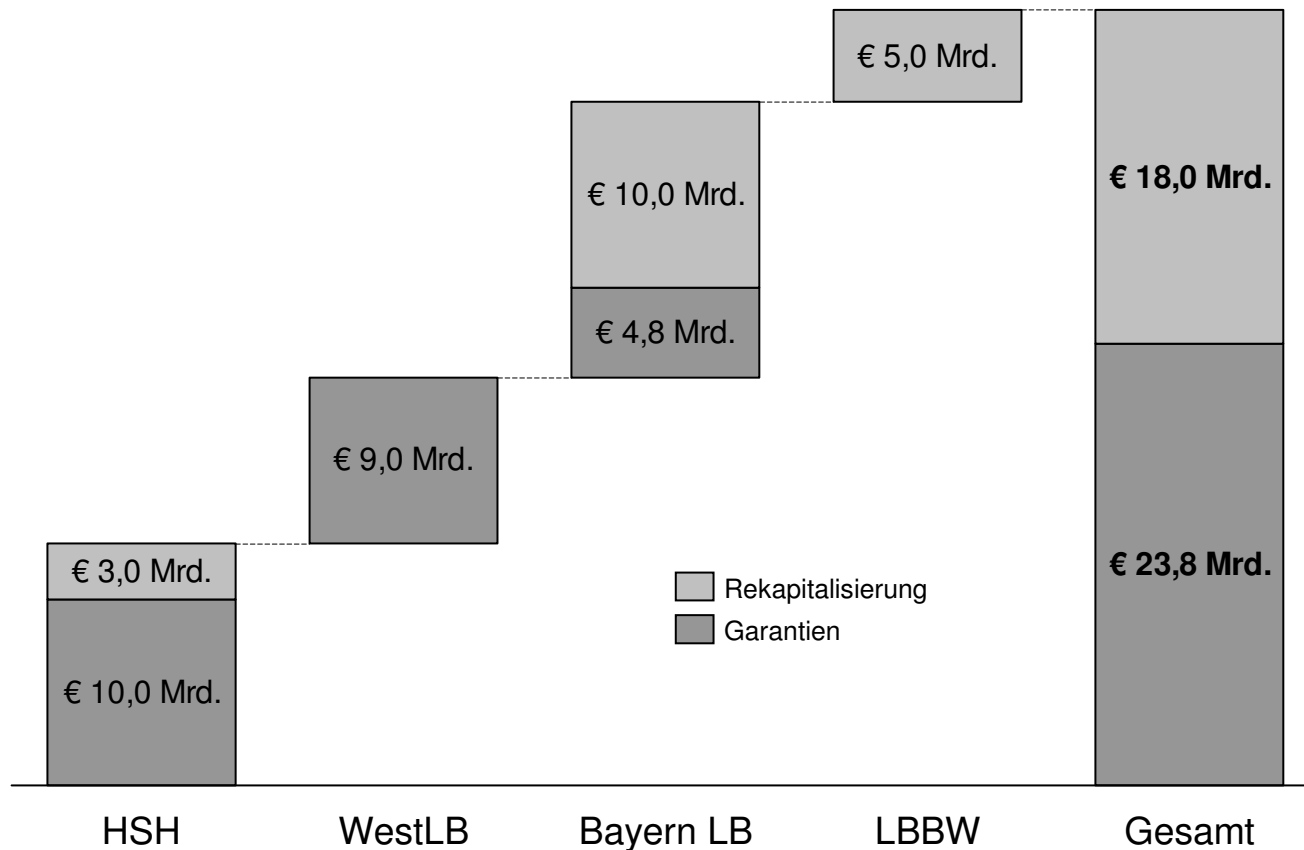 € 5,0 Mrd.
€ 10,0 Mrd.
€ 18,0 Mrd.
€ 4,8 Mrd.
€ 9,0 Mrd.
€ 3,0 Mrd.
€ 23,8 Mrd.
Rekapitalisierung
Garantien
€ 10,0 Mrd.
HSH
WestLB
Bayern LB
LBBW
Gesamt